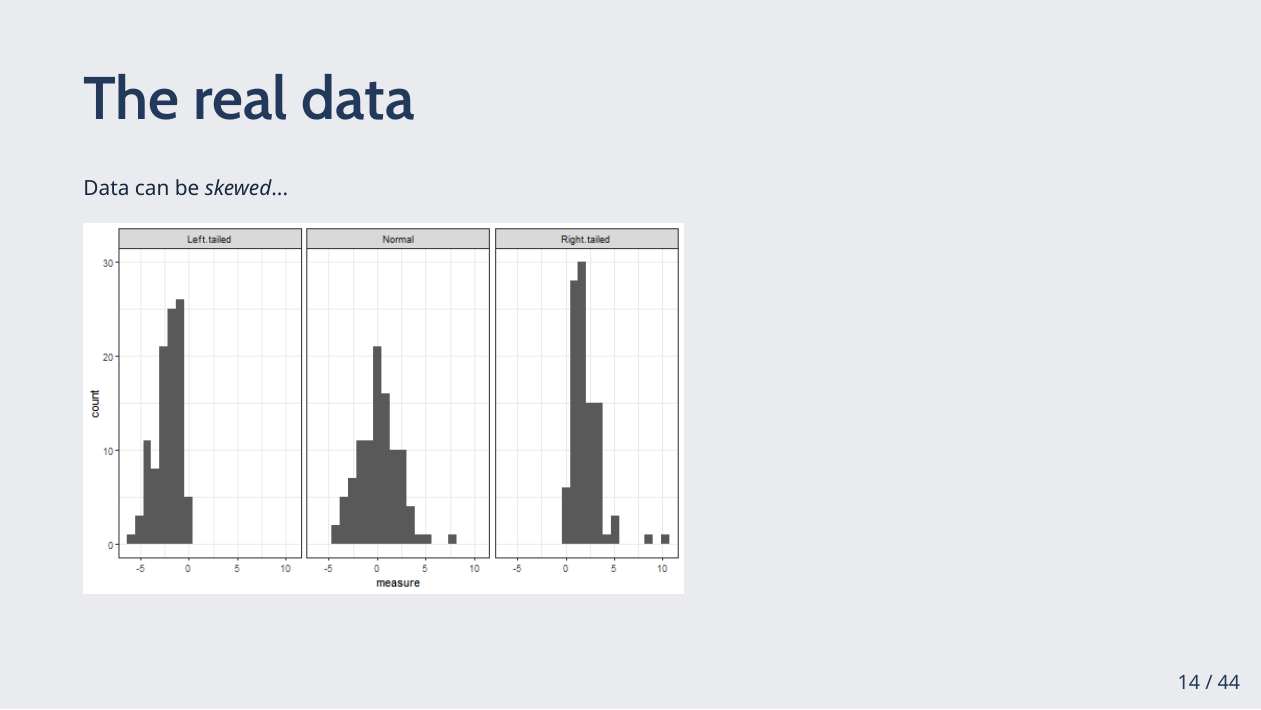 The real data
Data can be skewed...
Left.tailed Normal Right.tailed
30
20
10
0
count
-5 0 5 10 -5 0 5 10 -5 0 5 10
measure
14 / 44